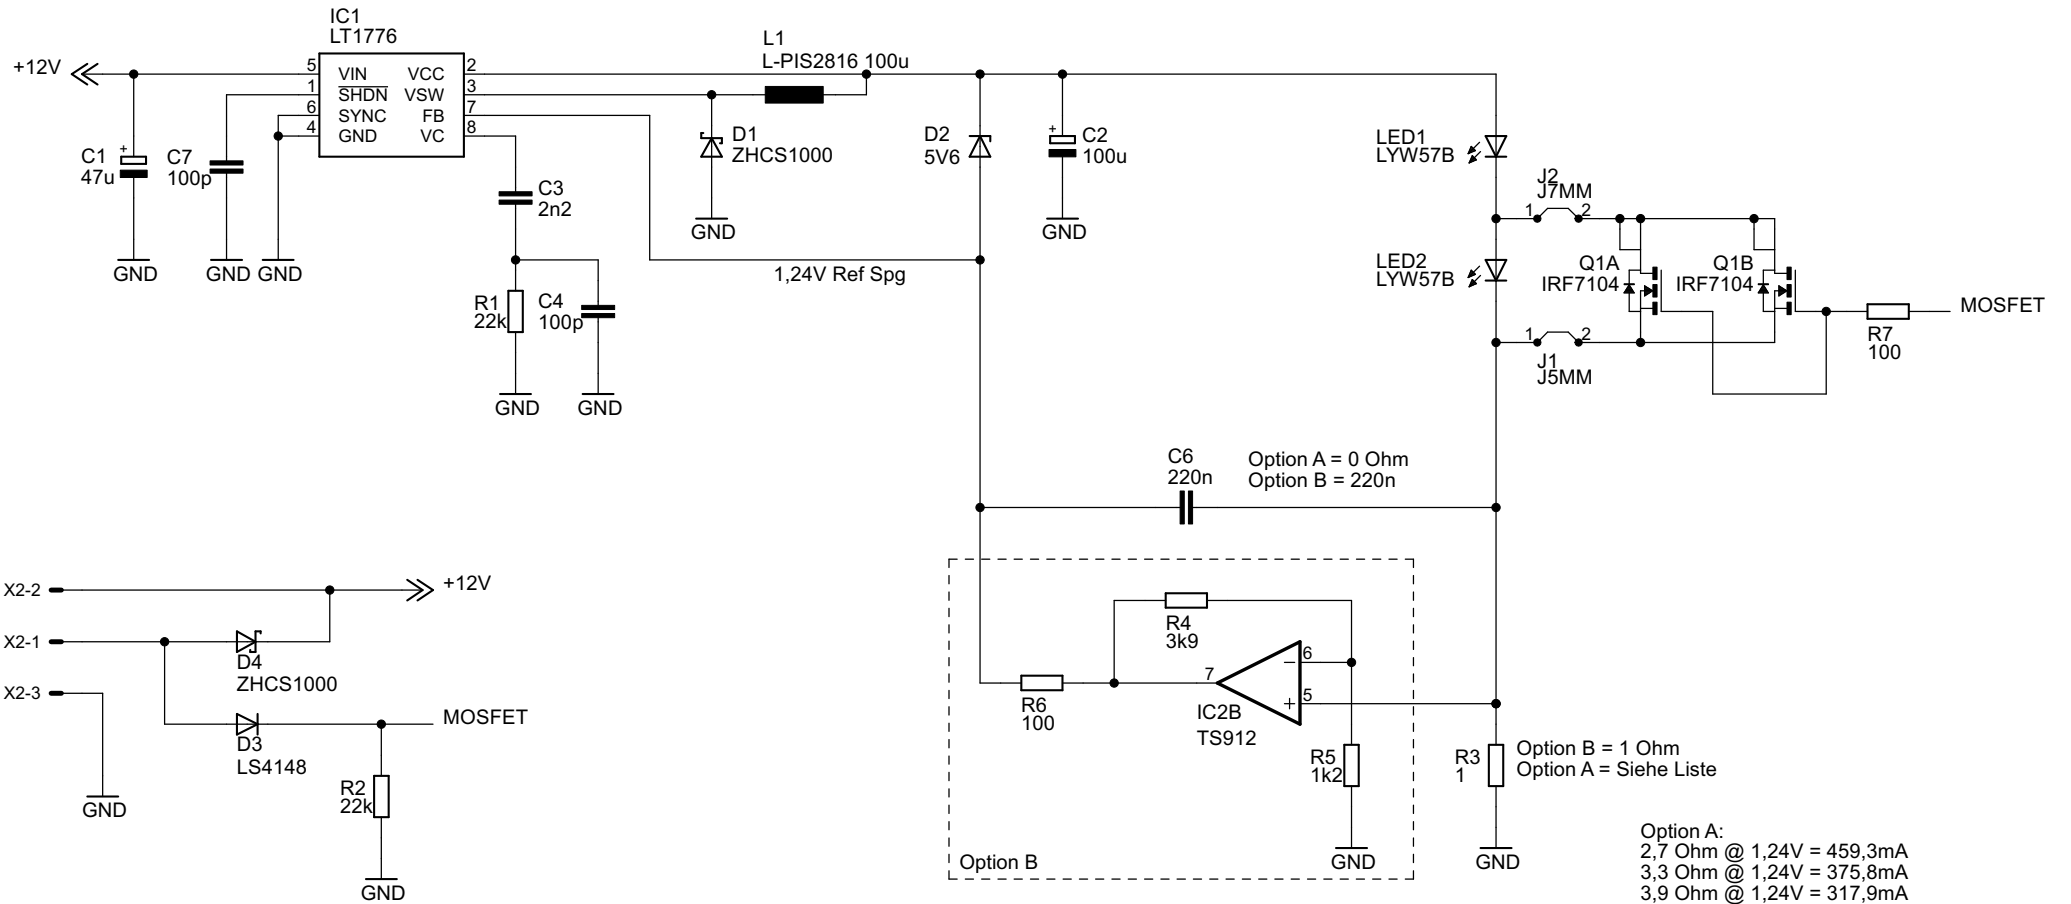 IC1
LT1776
+12V
5 VIN VCC 2
1 SHDN VSW 3
6 SYNC FB 7
4 GND VC 8
L1
L-PIS2816 100u
C1
47u
+
C7
100p
GND
GND
GND
C3
2n2
R1
22k
C4
100p
GND
GND
D1
ZHCS1000
GND
D2
5V6
+
C2
100u
GND
1,24V Ref Spg
LED1
LYW57B
LED2
LYW57B
J2
J7MM
1 2
Q1A
IRF7104
Q1B
IRF7104
MOSFET
R7
100
1 2
J1
J5MM
C6
220n
Option A = 0 Ohm
Option B = 220n
X2-2
+12V
X2-1
D4
ZHCS1000
X2-3
GND
D3
LS4148
MOSFET
R2
22k
GND
R4
3k9
R6
100
7
6
5
IC2B
TS912
R5
1k2
GND
Option B
R3
1
Option B = 1 Ohm
Option A = Siehe Liste
GND
Option A:
2,7 Ohm @ 1,24V = 459,3mA
3,3 Ohm @ 1,24V = 375,8mA
3,9 Ohm @ 1,24V = 317,9mA